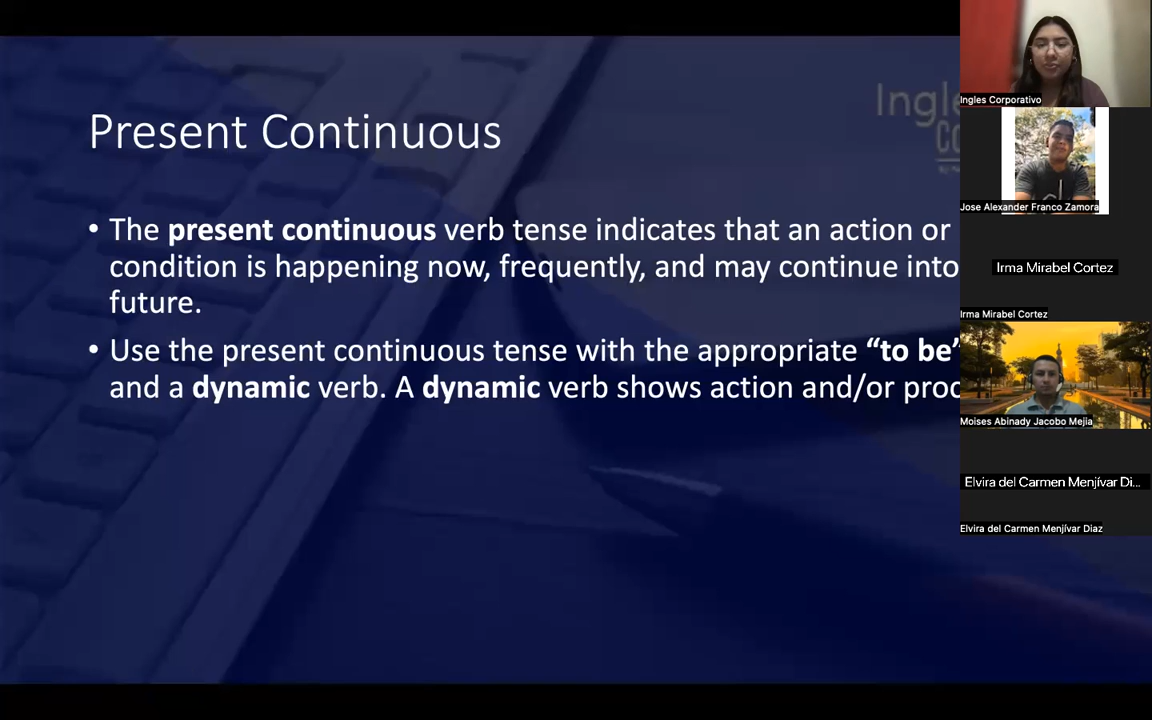 Present Continuous
Ingle
• The present continuous verb tense indicates that an action or
condition is happening now, frequently, and may continue into
future.
• Use the present continuous tense with the appropriate “to be”
and a dynamic verb. A dynamic verb shows action and/or proc
Ingles Corporativo
Jose Alexander Franco Zamora
Irma Mirabel Cortez
Irma Mirabel Cortez
Moises Abinady Jacobo Mejia
Elvira del Carmen Menjívar Di...
Elvira del Carmen Menjívar Diaz